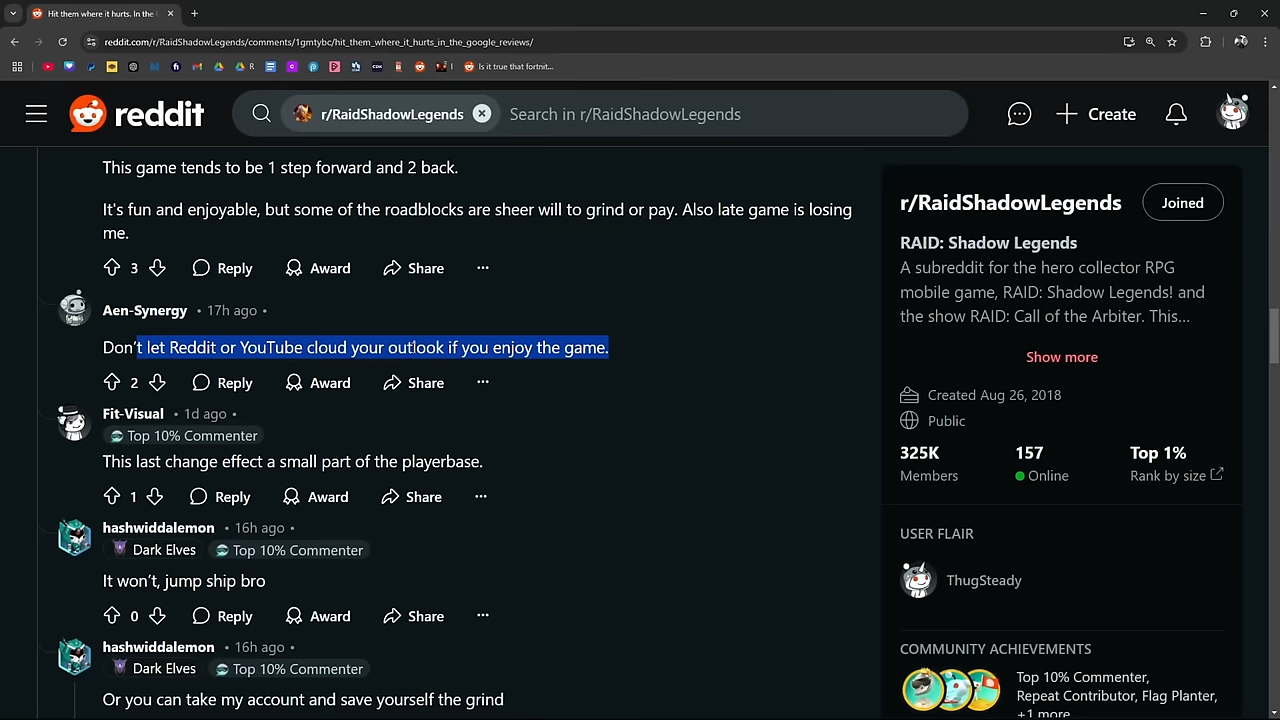 Hit them where it hurts. In the
reddit.com/r/RaidShadowLegends/comments/1gmtybc/hit_them_where_it_hurts_in_the_google_reviews/
R
Is it true that fortnit...
reddit
r/RaidShadowLegends
Search in r/RaidShadowLegends
Create
This game tends to be 1 step forward and 2 back.
It's fun and enjoyable, but some of the roadblocks are sheer will to grind or pay. Also late game is losing
me.
3 Reply Award Share ...
Aen-Synergy • 17h ago •
Don't let Reddit or YouTube cloud your outlook if you enjoy the game.
2 Reply Award Share ...
Fit-Visual • 1d ago •
Top 10% Commenter
This last change effect a small part of the playerbase.
1 Reply Award Share ...
hashwiddalemon • 16h ago •
Dark Elves Top 10% Commenter
It won't, jump ship bro
0 Reply Award Share ...
hashwiddalemon • 16h ago •
Dark Elves Top 10% Commenter
Or you can take my account and save yourself the grind
r/RaidShadowLegends
Joined
RAID: Shadow Legends
A subreddit for the hero collector RPG
mobile game, RAID: Shadow Legends! and
the show RAID: Call of the Arbiter. This...
Show more
Created Aug 26, 2018
Public
325K 157 Top 1%
Members Online Rank by size
USER FLAIR
ThugSteady
COMMUNITY ACHIEVEMENTS
Top 10% Commenter,
Repeat Contributor, Flag Planter,
+1 more